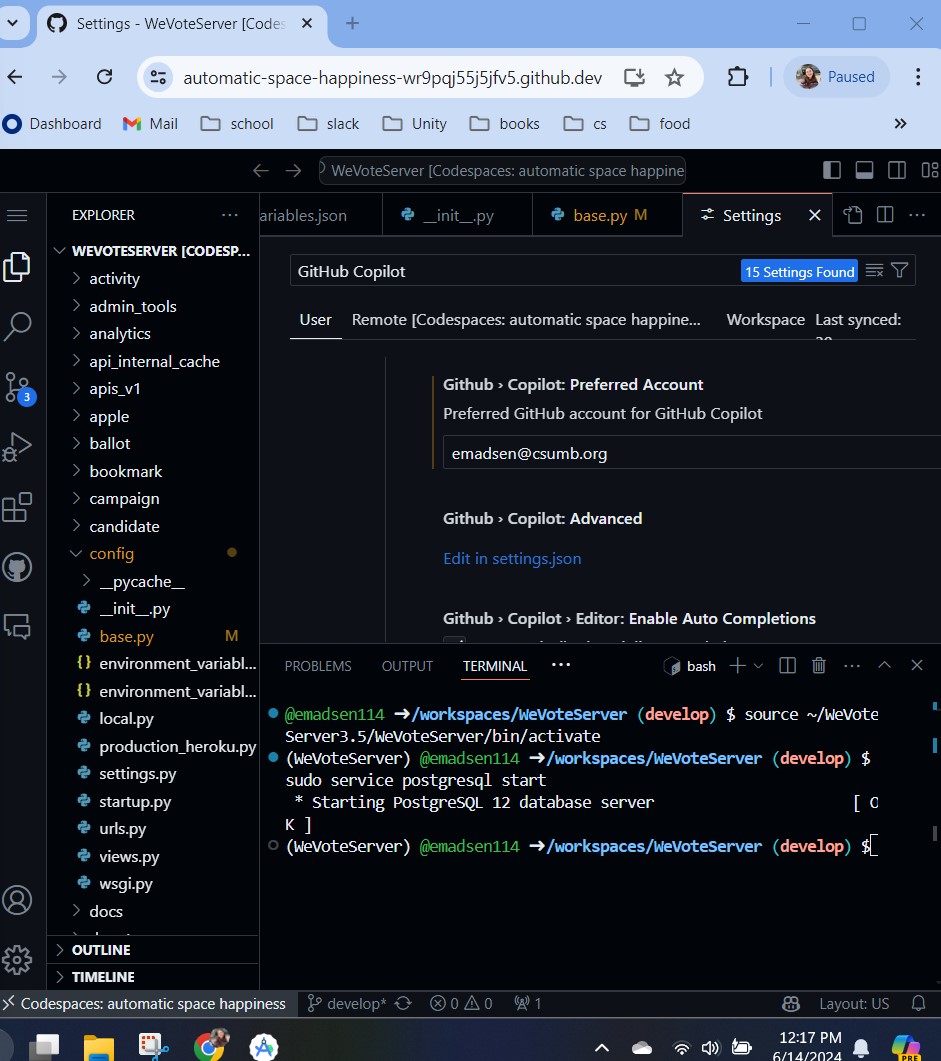 Settings - WeVoteServer [Codes
automatic-space-happiness-wr9pqj55j5jfv5.github.dev
Paused
Dashboard
Mail
school
slack
Unity
books
cs
food
WeVoteServer [Codespaces: automatic space happine
EXPLORER
ariables.json
__init__.py
base.py M
Settings
WEVOTESERVER [CODESP...
activity
admin_tools
analytics
api_internal_cache
apis_v1
apple
ballot
bookmark
campaign
candidate
config
__pycache__
__init__.py
base.py M
environment_variabl...
environment_variabl...
local.py
production_heroku.py
settings.py
startup.py
urls.py
views.py
wsgi.py
docs
OUTLINE
TIMELINE
3
GitHub Copilot
15 Settings Found
User
Remote [Codespaces: automatic space happine...
Workspace
Last synced:
Github › Copilot: Preferred Account
Preferred GitHub account for GitHub Copilot
emadsen@csumb.org
Github › Copilot: Advanced
Edit in settings.json
Github › Copilot › Editor: Enable Auto Completions
PROBLEMS
OUTPUT
TERMINAL
bash
@emadsen114 ➜/workspaces/WeVoteServer (develop) $ source ~/WeVote
Server3.5/WeVoteServer/bin/activate
(WeVoteServer) @emadsen114 ➜/workspaces/WeVoteServer (develop) $
sudo service postgresql start
* Starting PostgreSQL 12 database server [ O
K ]
(WeVoteServer) @emadsen114 ➜/workspaces/WeVoteServer (develop) $
Codespaces: automatic space happiness
develop*
0
0
1
Layout: US
12:17 PM
6/14/2024
PRE